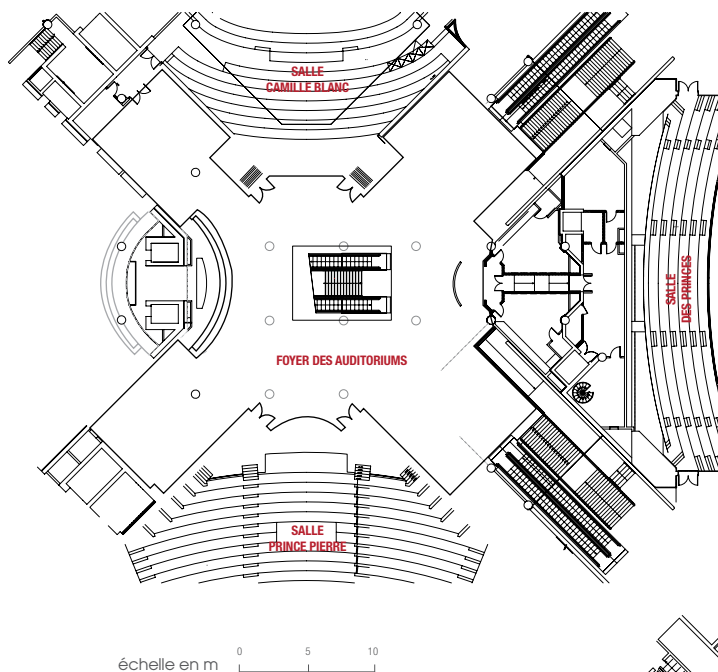 SALLE
CAMILLE BLANC
SALLE
DES PRINCES
FOYER DES AUDITORIUMS
SALLE
PRINCE PIERRE
échelle en m
0 5 10